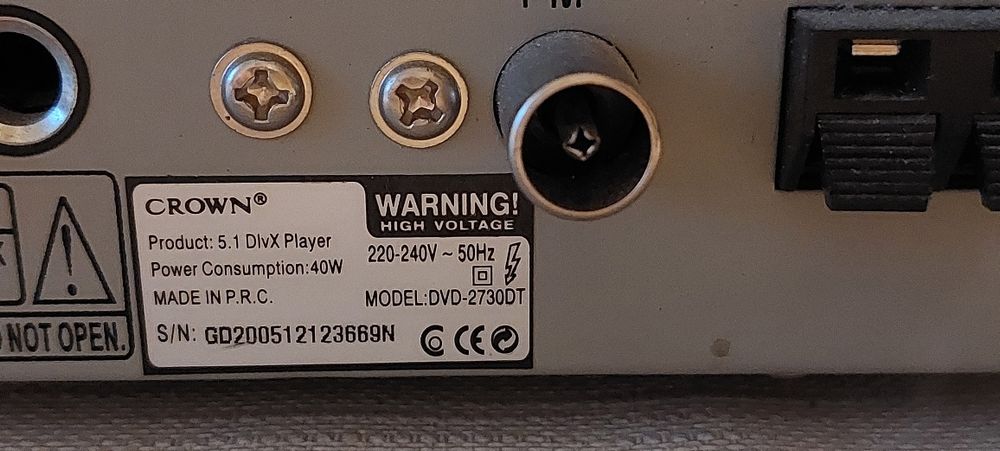 CROWN®
WARNING!
HIGH VOLTAGE
Product: 5.1 DIvX Player
220-240V ~ 50Hz
Power Consumption:40W
MADE IN P.R.C.
MODEL:DVD-2730DT
S/N: GD200512123669N
CE
NOT OPEN.